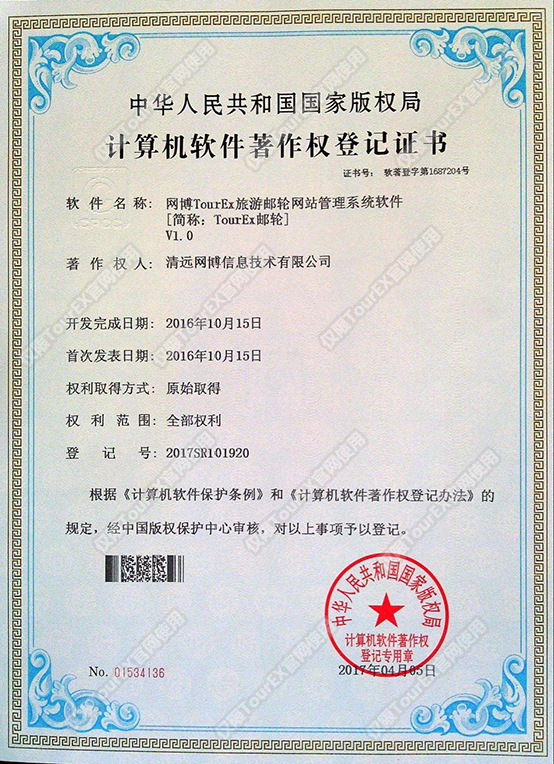 中华人民共和国国家版权局
计算机软件著作权登记证书
证书号： 软著登字第1687204号
软件名称： 网博TourEx旅游邮轮网站管理系统软件
[简称：TourEx邮轮]
V1.0
著作权人： 清远网博信息技术有限公司
开发完成日期： 2016年10月15日
首次发表日期： 2016年10月15日
权利取得方式： 原始取得
权利范围： 全部权利
登记号： 2017SR101920
根据《计算机软件保护条例》和《计算机软件著作权登记办法》的
规定，经中国版权保护中心审核，对以上事项予以登记。
中华人民共和国国家版权局
计算机软件著作权
登记专用章
No. 01534136
2017年04月05日
仅限TourEX官网使用